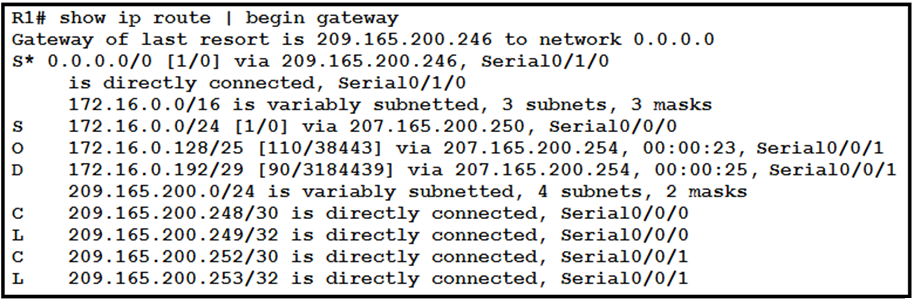 R1# show ip route | begin gateway
Gateway of last resort is 209.165.200.246 to network 0.0.0.0
S* 0.0.0.0/0 [1/0] via 209.165.200.246, Serial0/1/0
is directly connected, Serial0/1/0
172.16.0.0/16 is variably subnetted, 3 subnets, 3 masks
S 172.16.0.0/24 [1/0] via 207.165.200.250, Serial0/0/0
O 172.16.0.128/25 [110/38443] via 207.165.200.254, 00:00:23, Serial0/0/1
D 172.16.0.192/29 [90/3184439] via 207.165.200.254, 00:00:25, Serial0/0/1
209.165.200.0/24 is variably subnetted, 4 subnets, 2 masks
C 209.165.200.248/30 is directly connected, Serial0/0/0
L 209.165.200.249/32 is directly connected, Serial0/0/0
C 209.165.200.252/30 is directly connected, Serial0/0/1
L 209.165.200.253/32 is directly connected, Serial0/0/1